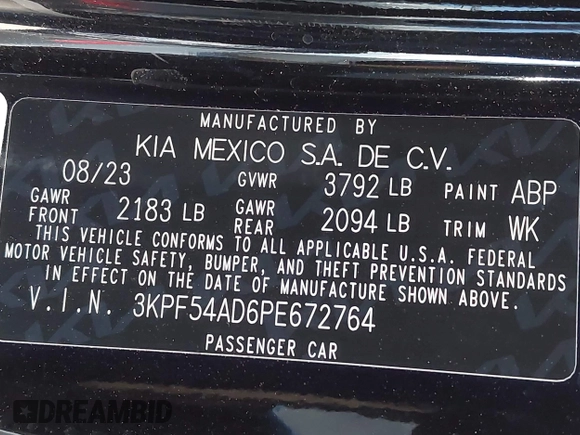 MANUFACTURED BY
KIA MEXICO S.A. DE C.V.
08/23 GVWR 3792 LB PAINT ABP
GAWR FRONT 2183 LB GAWR REAR 2094 LB TRIM WK
THIS VEHICLE CONFORMS TO ALL APPLICABLE U.S.A. FEDERAL
MOTOR VEHICLE SAFETY, BUMPER, AND THEFT PREVENTION STANDARDS
IN EFFECT ON THE DATE OF MANUFACTURE SHOWN ABOVE.
V.I.N. 3KPF54AD6PE672764
PASSENGER CAR
DREAMBID